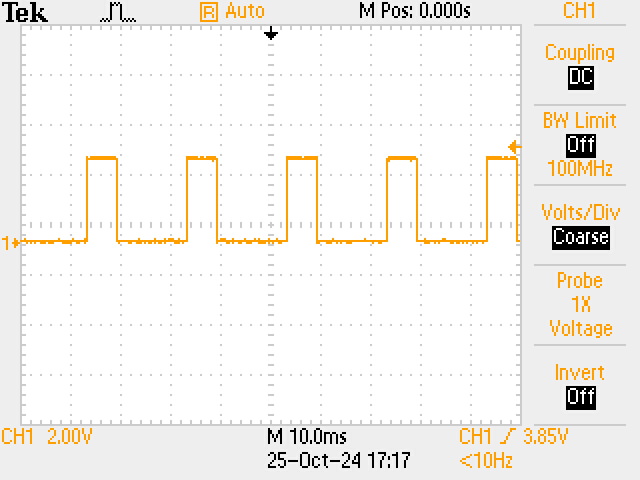 Tek R Auto M Pos: 0.000s CH1
Coupling
DC
BW Limit
Off
100MHz
Volts/Div
Coarse
Probe
1X
Voltage
Invert
Off
1
CH1 2.00V M 10.0ms CH1 3.85V
25-Oct-24 17:17 <10Hz